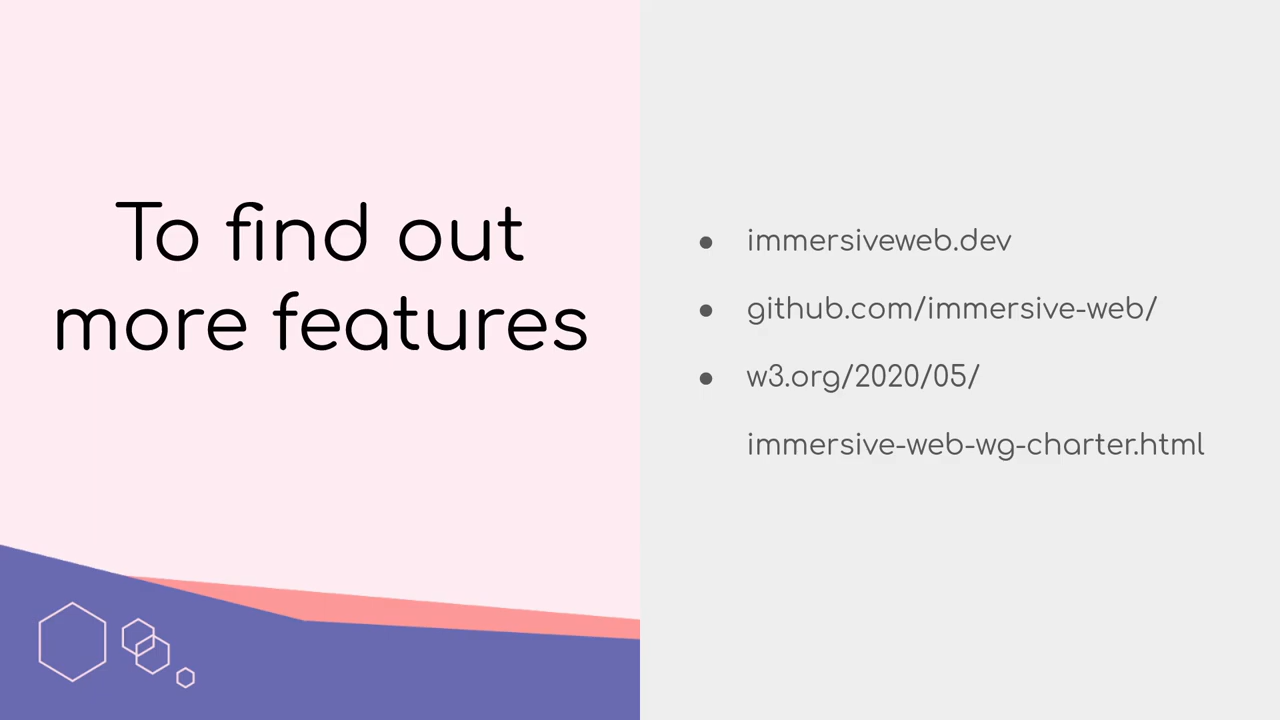 To find out
more features
● immersiveweb.dev
● github.com/immersive-web/
● w3.org/2020/05/
immersive-web-wg-charter.html